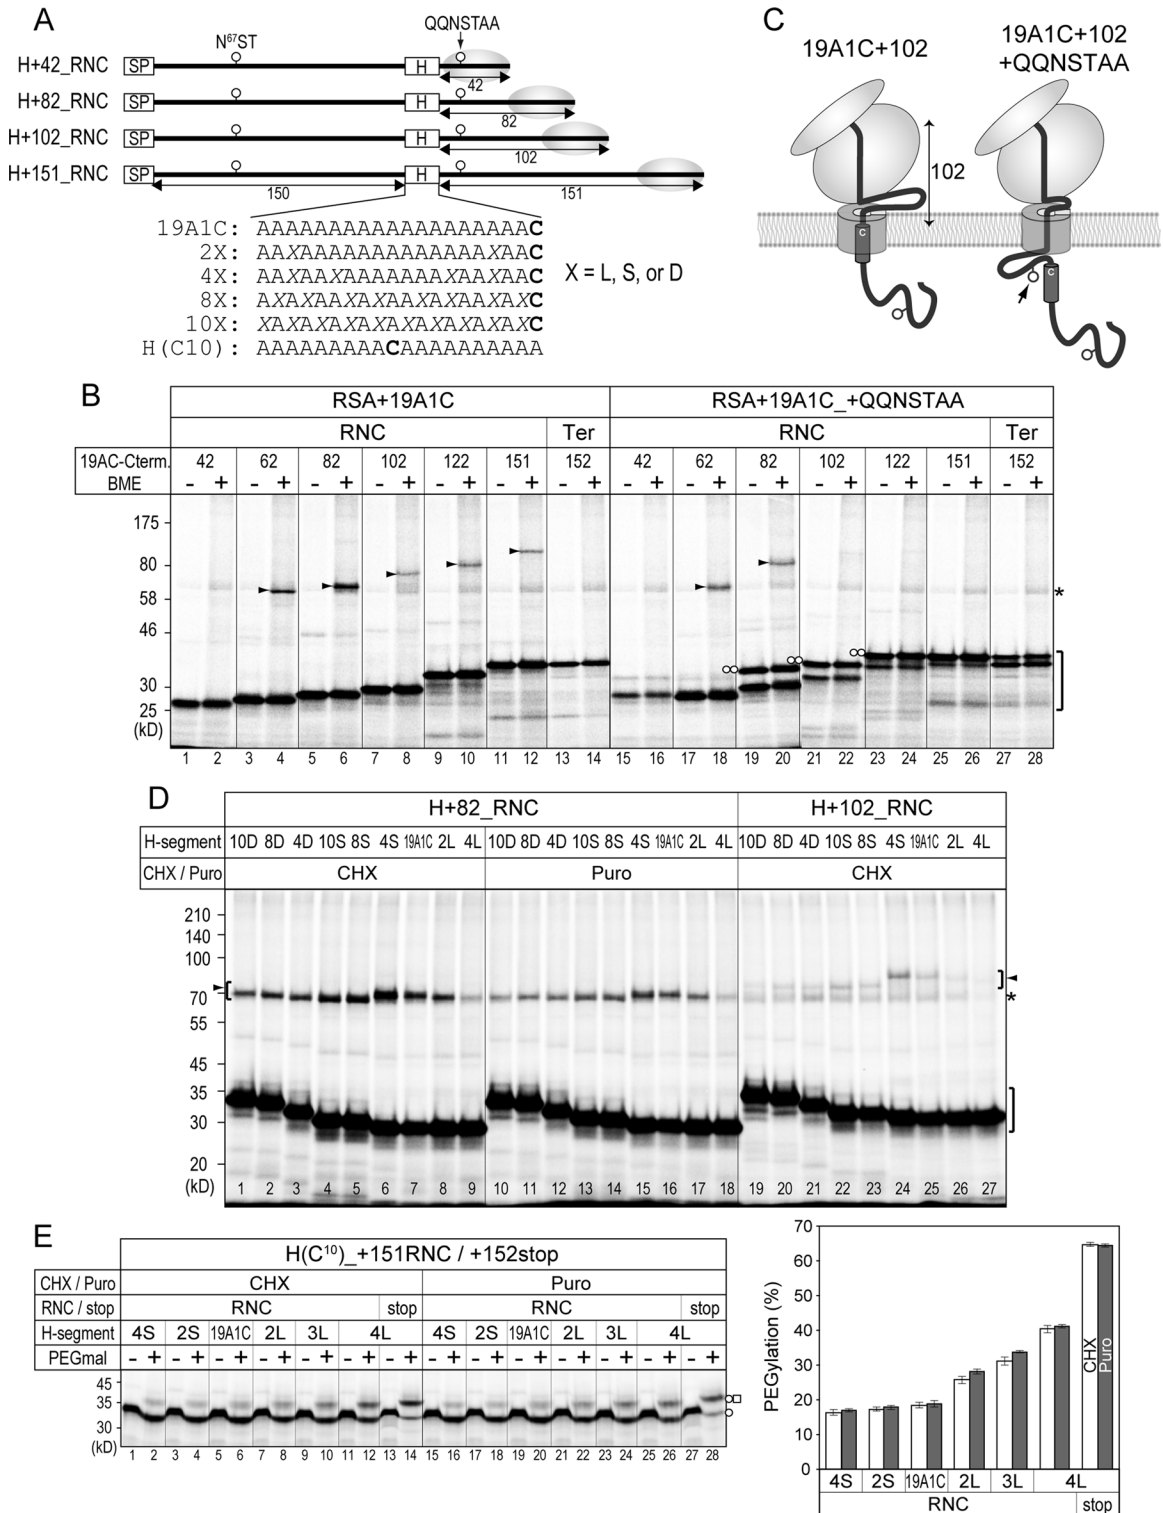 A
QQNSTAA
N⁶⁷ST
H+42_RNC SP H 42
H+82_RNC SP H 82
H+102_RNC SP H 102
H+151_RNC SP H
150 151
19A1C: AAAAAAAAAAAAAAAAAAAC
2X: AAXAAAAAAAAAAAAAXAAC
4X: AAXAAXAAAAAAAXAAXAAC
8X: AXAXAXAXAAAXAXAXAXAC
10X: XAXAXAXAXAXAXAXAXAXC
H(C10): AAAAAAAAACAAAAAAAAAA
X = L, S, or D
C
19A1C+102
19A1C+102
+QQNSTAA
102
C
C
B
RSA+19A1C RSA+19A1C_+QQNSTAA
RNC Ter RNC Ter
19AC-Cterm. 42 62 82 102 122 151 152 42 62 82 102 122 151 152
BME - + - + - + - + - + - + - + - + - + - + - + - + - + - +
175
80
58
*
46
30
25
(kD)
1 2 3 4 5 6 7 8 9 10 11 12 13 14 15 16 17 18 19 20 21 22 23 24 25 26 27 28
D
H+82_RNC H+102_RNC
H-segment 10D 8D 4D 10S 8S 4S 19A1C 2L 4L 10D 8D 4D 10S 8S 4S 19A1C 2L 4L 10D 8D 4D 10S 8S 4S 19A1C 2L 4L
CHX / Puro CHX Puro CHX
210
140
100
70
*
55
45
35
30
20
(kD)
1 2 3 4 5 6 7 8 9 10 11 12 13 14 15 16 17 18 19 20 21 22 23 24 25 26 27
E
H(C¹⁰)_+151RNC / +152stop
CHX / Puro CHX Puro
RNC / stop RNC stop RNC stop
H-segment 4S 2S 19A1C 2L 3L 4L 4S 2S 19A1C 2L 3L 4L
PEGmal - + - + - + - + - + - + - + - + - + - + - + - + - + - +
45
35
30
(kD)
1 2 3 4 5 6 7 8 9 10 11 12 13 14 15 16 17 18 19 20 21 22 23 24 25 26 27 28
PEGylation (%)
70
60
50
40
30
20
10
0
CHX
Puro
4S 2S 19A1C 2L 3L 4L
RNC stop